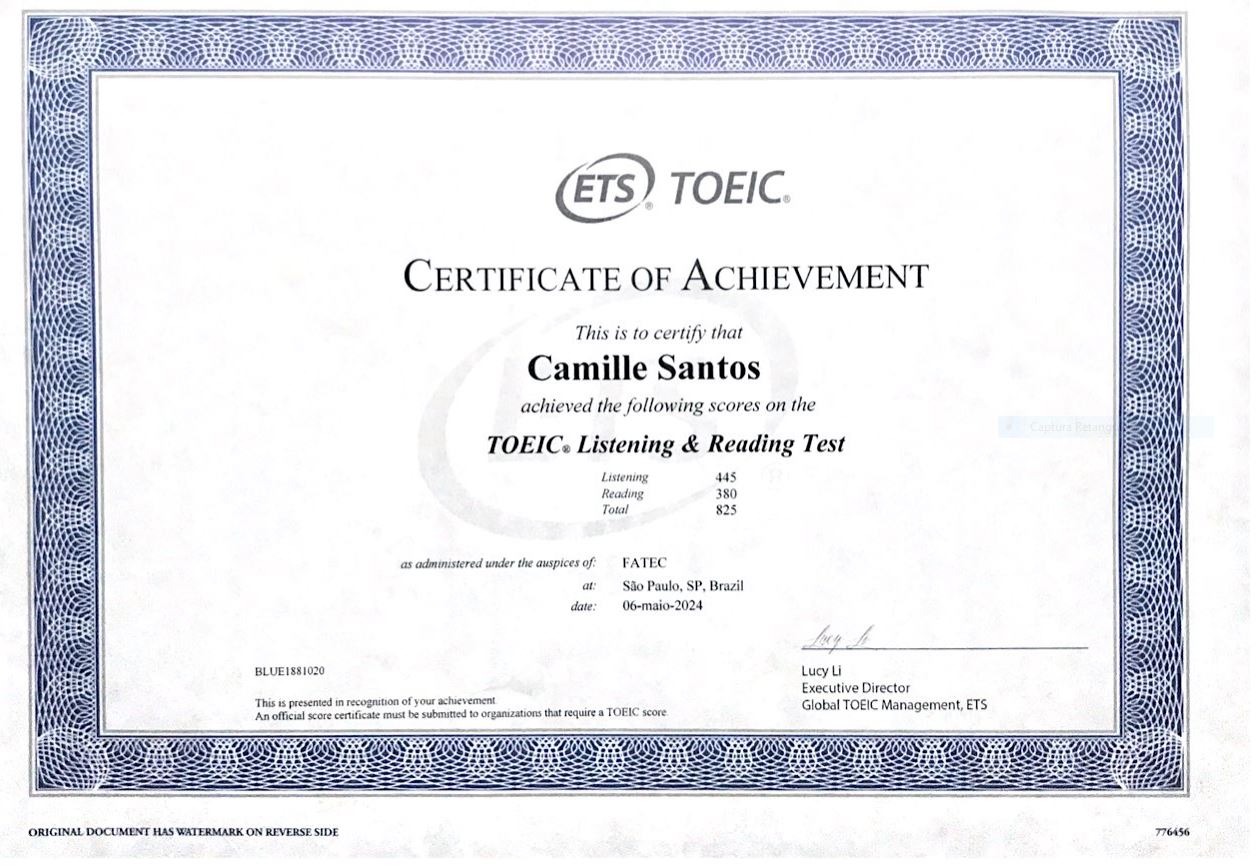 ETS® TOEIC®
CERTIFICATE OF ACHIEVEMENT
This is to certify that
Camille Santos
achieved the following scores on the
TOEIC® Listening & Reading Test
Listening 445
Reading 380
Total 825
as administered under the auspices of: FATEC
at: São Paulo, SP, Brazil
date: 06-maio-2024
Lucy Li
BLUE1881020
Lucy Li
Executive Director
Global TOEIC Management, ETS
This is presented in recognition of your achievement
An official score certificate must be submitted to organizations that require a TOEIC score.
ORIGINAL DOCUMENT HAS WATERMARK ON REVERSE SIDE
776456
Captura